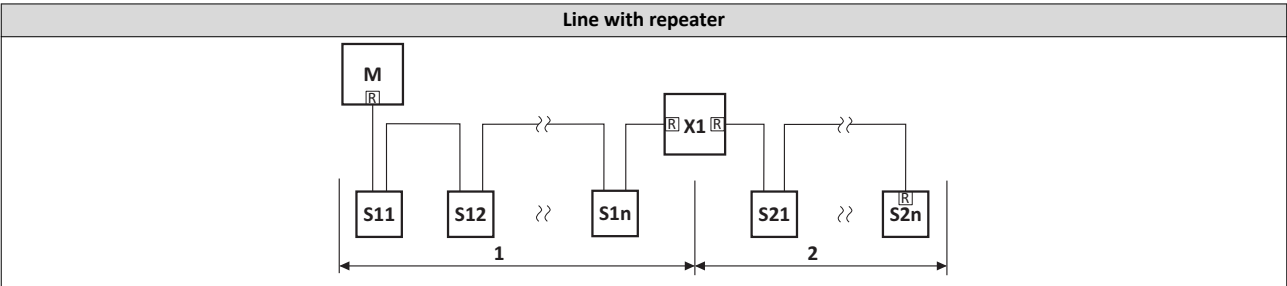 Line with repeater
M
R
R X1 R
S11
S12
S1n
S21
R
S2n
1
2